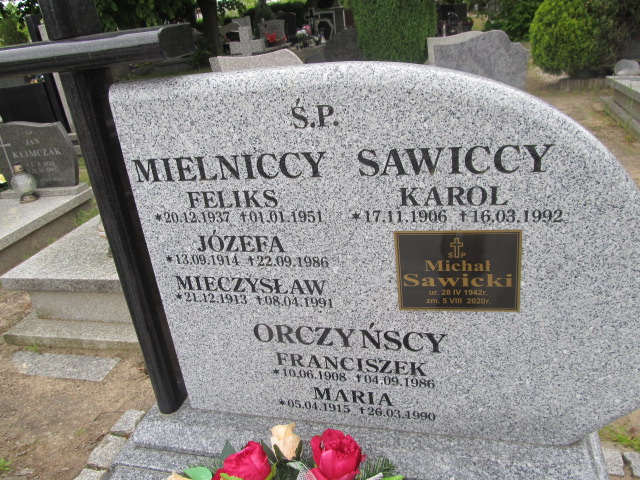 Ś.P.
MIELNICCY
FELIKS
*20.12.1937 †01.01.1951
JÓZEFA
*13.09.1914 †22.09.1986
MIECZYSŁAW
*21.12.1913 †08.04.1991
SAWICCY
KAROL
*17.11.1906 †16.03.1992
Ś P
Michał
Sawicki
ur. 28 IV 1942r.
zm. 5 VIII 2020r.
ORCZYŃSCY
FRANCISZEK
*10.06.1908 †04.09.1986
MARIA
*05.04.1915 †26.03.1990
JAN
KLIMCZAK